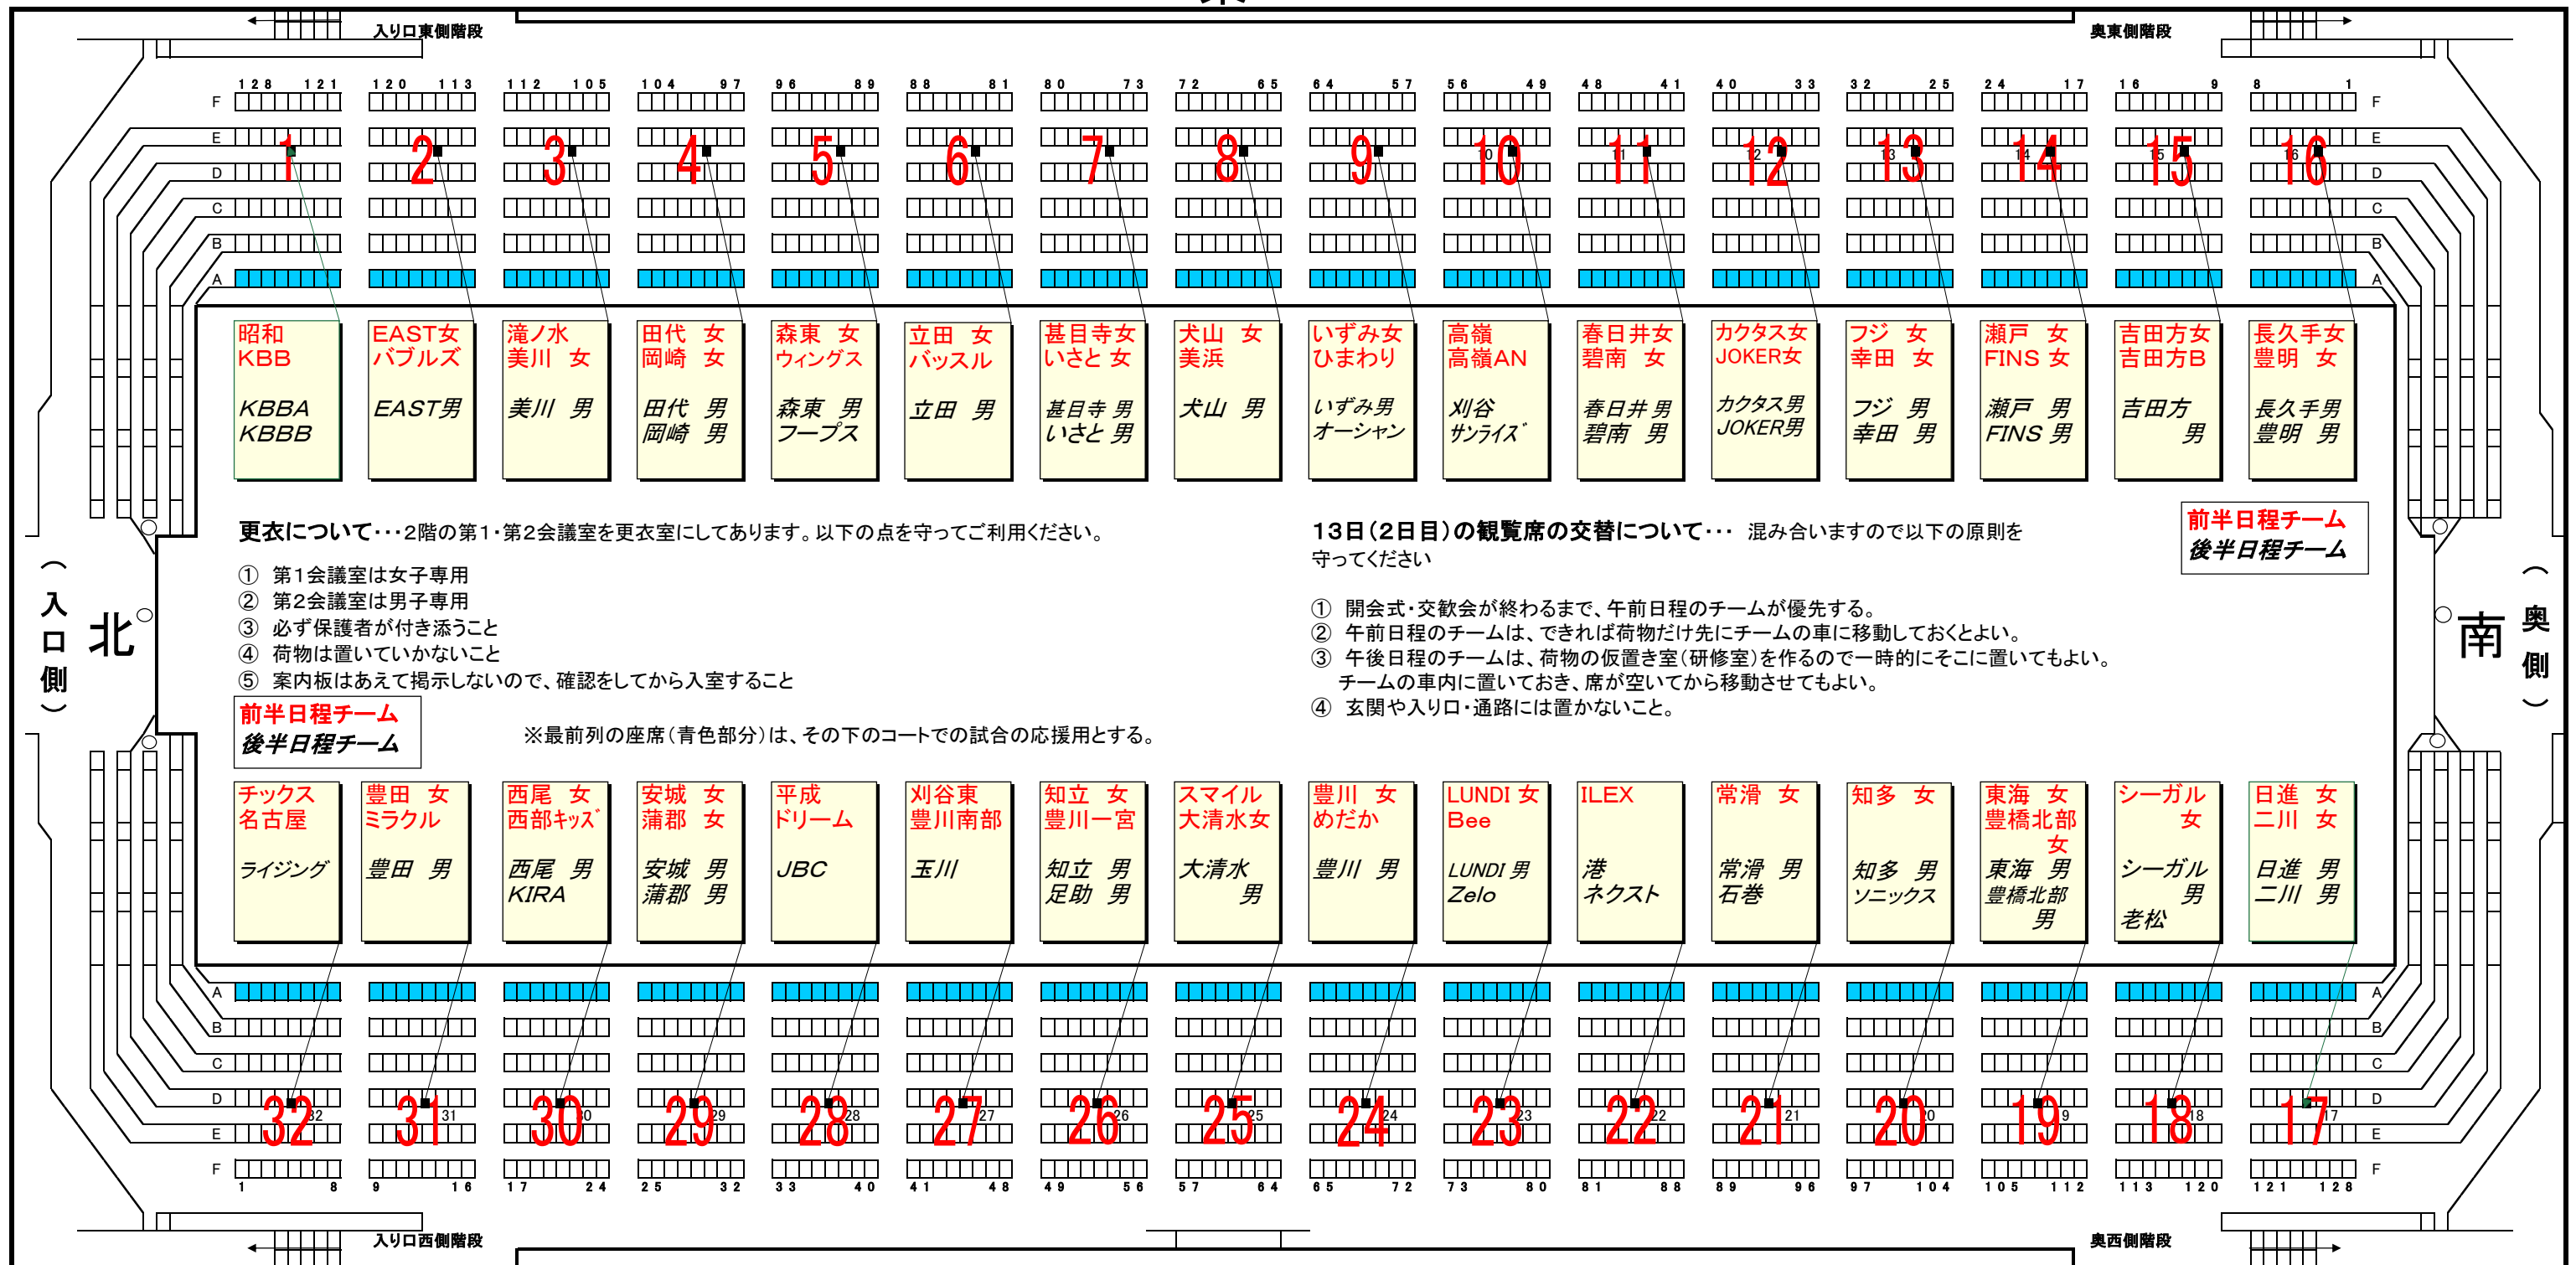 入り口東側階段
奥東側階段
128 121 120 113 112 105 104 97 96 89 88 81 80 73 72 65 64 57 56 49 48 41 40 33 32 25 24 17 16 9 8 1
F F
E E
1 2 3 4 5 6 7 8 9 10 11 12 13 14 15 16
10 11 12 13 14 15 16
D D
C C
B B
A A
昭和
KBB
KBBA
KBBB
EAST女
バブルズ
EAST男
滝ノ水
美川 女
美川 男
田代 女
岡崎 女
田代 男
岡崎 男
森東 女
ウィングス
森東 男
フープス
立田 女
バッスル
立田 男
甚目寺女
いさと 女
甚目寺 男
いさと 男
犬山 女
美浜
犬山 男
いずみ女
ひまわり
いずみ男
オーシャン
高嶺
高嶺AN
刈谷
サンライズ
春日井女
碧南 女
春日井 男
碧南 男
カクタス女
JOKER女
カクタス男
JOKER男
フジ 女
幸田 女
フジ 男
幸田 男
瀬戸 女
FINS 女
瀬戸 男
FINS 男
吉田方女
吉田方B
吉田方
男
長久手女
豊明 女
長久手男
豊明 男
更衣について・・・2階の第1・第2会議室を更衣室にしてあります。以下の点を守ってご利用ください。
① 第1会議室は女子専用
② 第2会議室は男子専用
③ 必ず保護者が付き添うこと
④ 荷物は置いていかないこと
⑤ 案内板はあえて掲示しないので、確認をしてから入室すること
13日(2日目)の観覧席の交替について・・・ 混み合いますので以下の原則を
守ってください
① 開会式・交歓会が終わるまで、午前日程のチームが優先する。
② 午前日程のチームは、できれば荷物だけ先にチームの車に移動しておくとよい。
③ 午後日程のチームは、荷物の仮置き室(研修室)を作るので一時的にそこに置いてもよい。
チームの車内に置いておき、席が空いてから移動させてもよい。
④ 玄関や入り口・通路には置かないこと。
前半日程チーム
後半日程チーム
(入口側)
北
南
(奥側)
前半日程チーム
後半日程チーム
※最前列の座席(青色部分)は、その下のコートでの試合の応援用とする。
チックス
名古屋
ライジング
豊田 女
ミラクル
豊田 男
西尾 女
西部キッズ
西尾 男
KIRA
安城 女
蒲郡 女
安城 男
蒲郡 男
平成
ドリーム
JBC
刈谷東
豊川南部
玉川
知立 女
豊川一宮
知立 男
足助 男
スマイル
大清水女
大清水
男
豊川 女
めだか
豊川 男
LUNDI 女
Bee
LUNDI 男
Zelo
ILEX
港
ネクスト
常滑 女
常滑 男
石巻
知多 女
知多 男
ソニックス
東海 女
豊橋北部
女
東海 男
豊橋北部
男
シーガル
女
シーガル
男
老松
日進 女
二川 女
日進 男
二川 男
A A
B B
C C
D D
32 31 30 29 28 27 26 25 24 23 22 21 20 19 18 17
32 31 30 29 28 27 26 25 24 23 22 21 20 19 18 17
E E
F F
1 8 9 16 17 24 25 32 33 40 41 48 49 56 57 64 65 72 73 80 81 88 89 96 97 104 105 112 113 120 121 128
入り口西側階段
奥西側階段